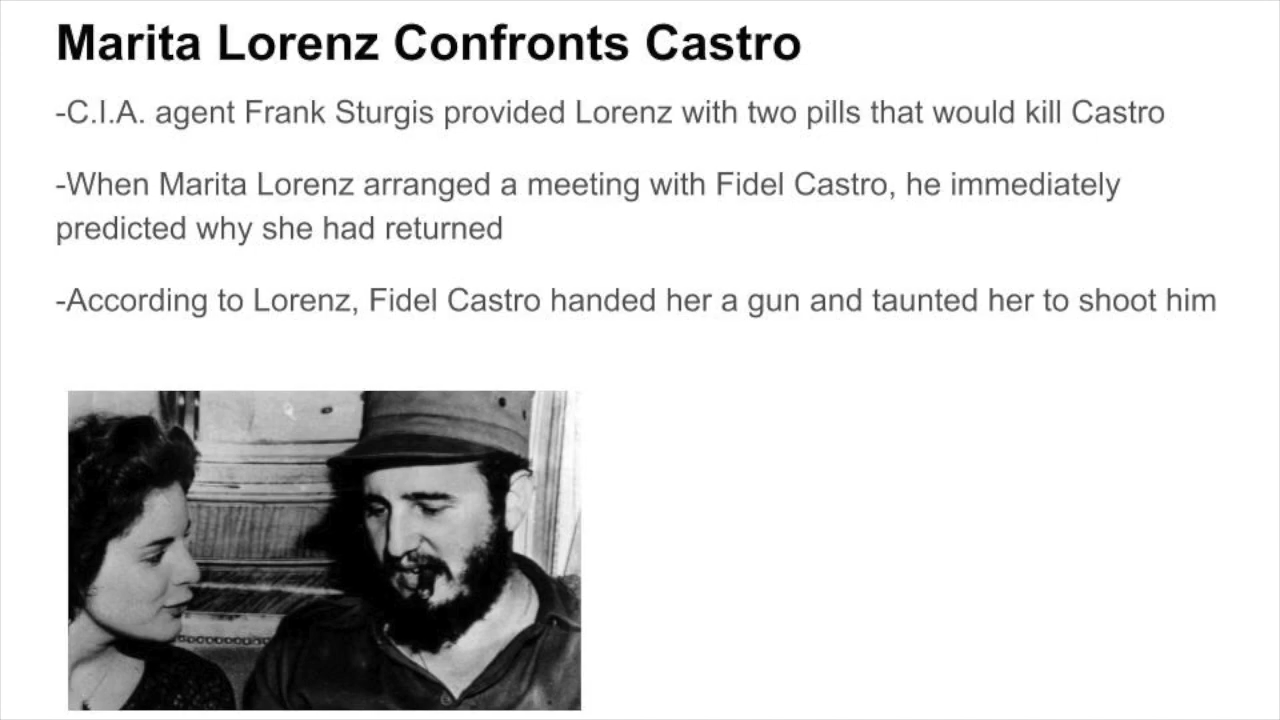 Marita Lorenz Confronts Castro
-C.I.A. agent Frank Sturgis provided Lorenz with two pills that would kill Castro
-When Marita Lorenz arranged a meeting with Fidel Castro, he immediately
predicted why she had returned
-According to Lorenz, Fidel Castro handed her a gun and taunted her to shoot him